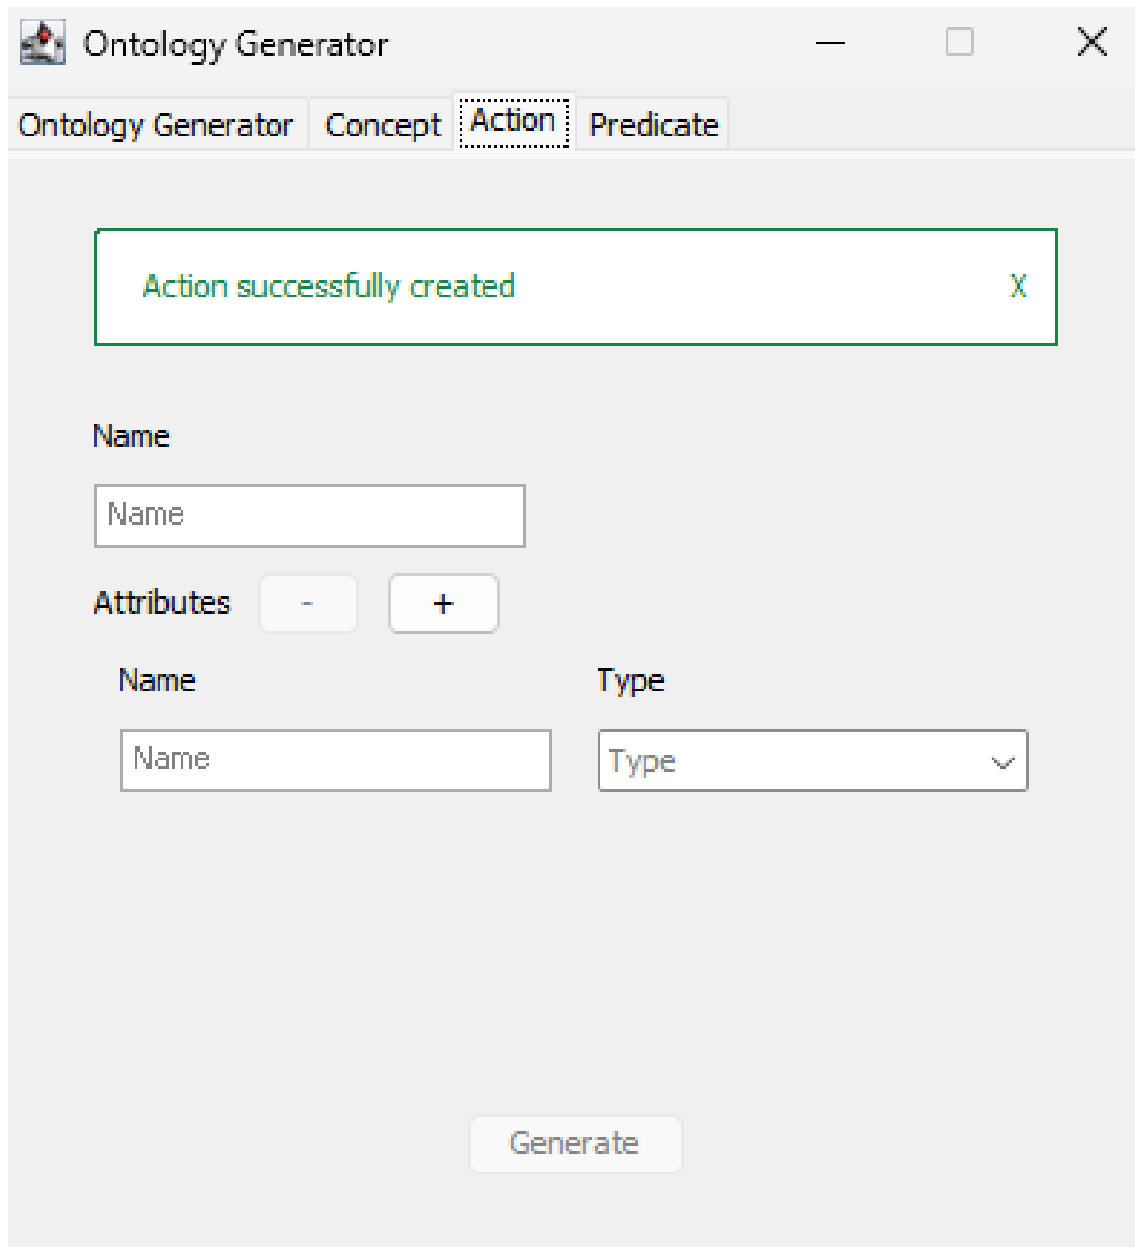 Ontology Generator
Ontology Generator Concept Action Predicate
Action successfully created X
Name
Name
Attributes - +
Name Type
Name Type
Generate